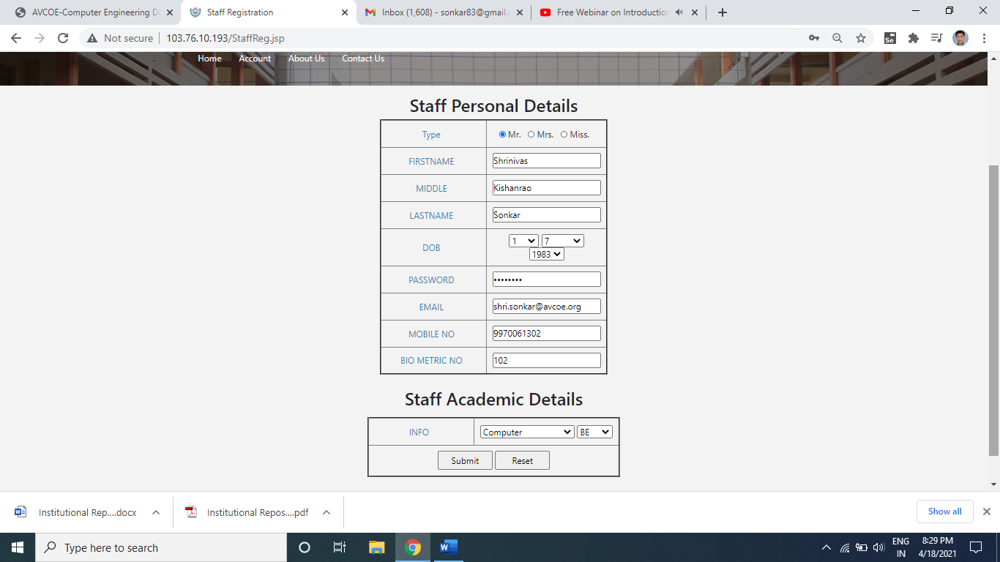 AVCOE-Computer Engineering D
Staff Registration
Inbox (1,608) - sonkar83@gmail.
Free Webinar on Introduction
Not secure
103.76.10.193/StaffReg.jsp
Se
Home Account About Us Contact Us
Staff Personal Details
Type Mr. Mrs. Miss.
FIRSTNAME Shrinivas
MIDDLE Kishanrao
LASTNAME Sonkar
DOB 1 7
1983
PASSWORD ••••••••
EMAIL shri.sonkar@avcoe.org
MOBILE NO 9970061302
BIO METRIC NO 102
Staff Academic Details
INFO Computer BE
Submit Reset
Institutional Rep....docx
Institutional Repos....pdf
Show all
Type here to search
ENG
IN
8:29 PM
4/18/2021